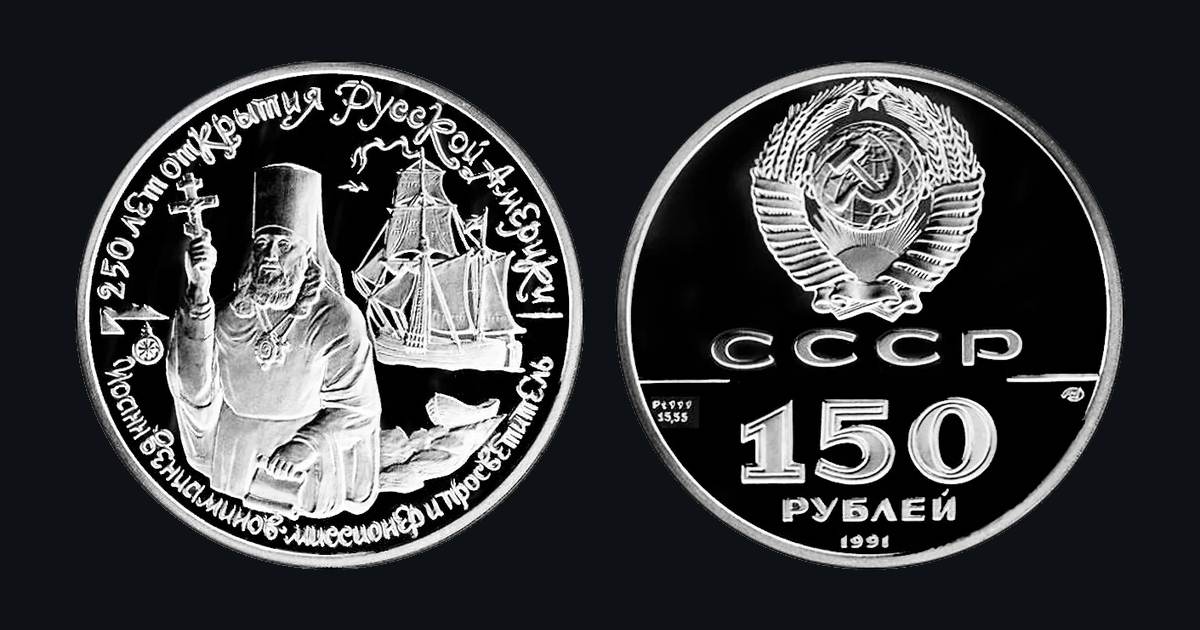 250 лет открытия Русской Америки
Иоанн Вениаминов. миссионер и просветитель
СССР
Pt 999
15,55
150
РУБЛЕЙ
1991